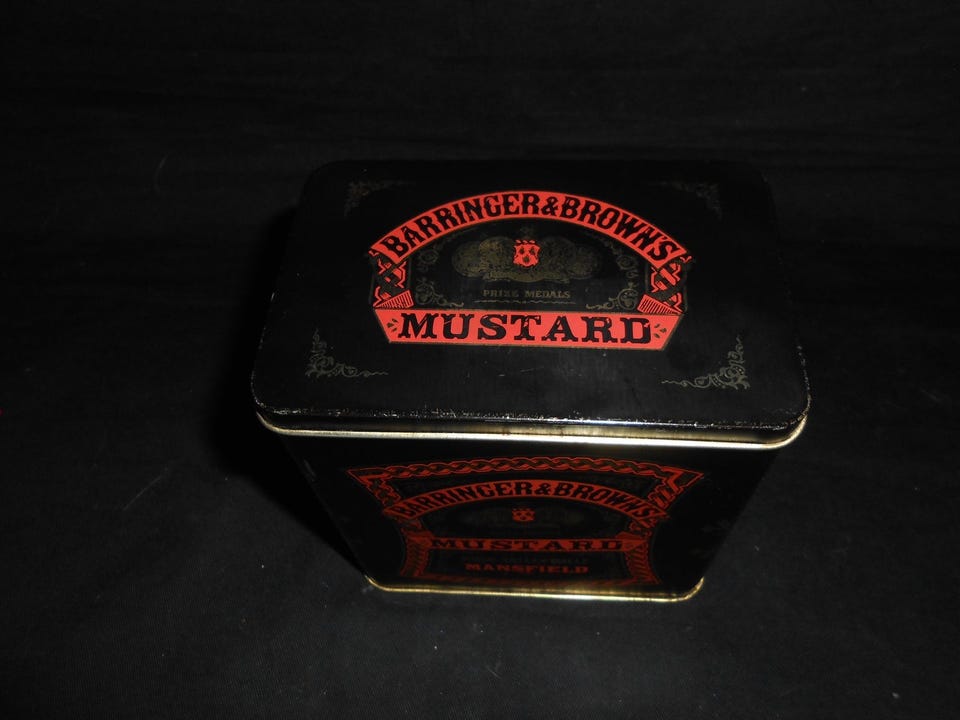 BARRINGER & BROWN'S
PRIZE MEDALS
MUSTARD
BARRINGER & BROWN'S
MUSTARD
MANSFIELD